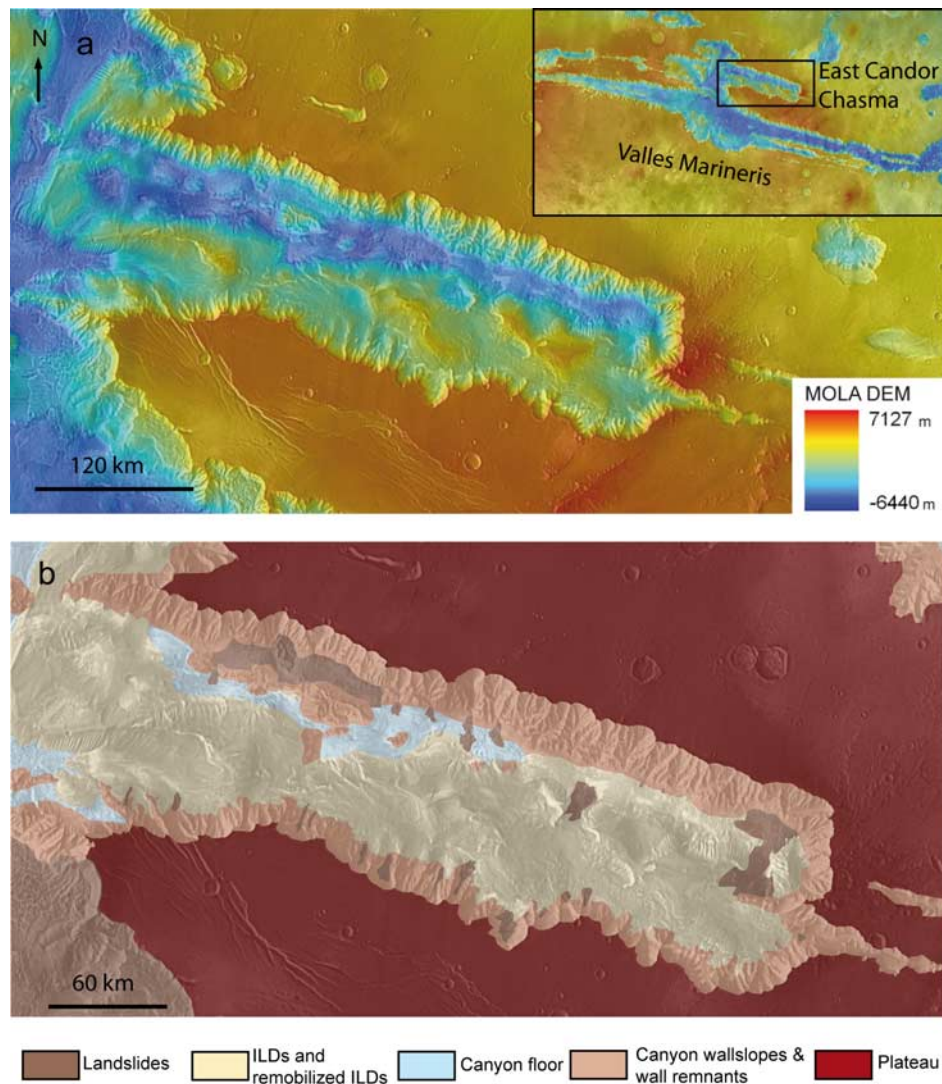 a
N
East Candor
Chasma
Valles Marineris
MOLA DEM
7127 m
-6440 m
120 km
b
60 km
Landslides
ILDs and
remobilized ILDs
Canyon floor
Canyon wallslopes &
wall remnants
Plateau